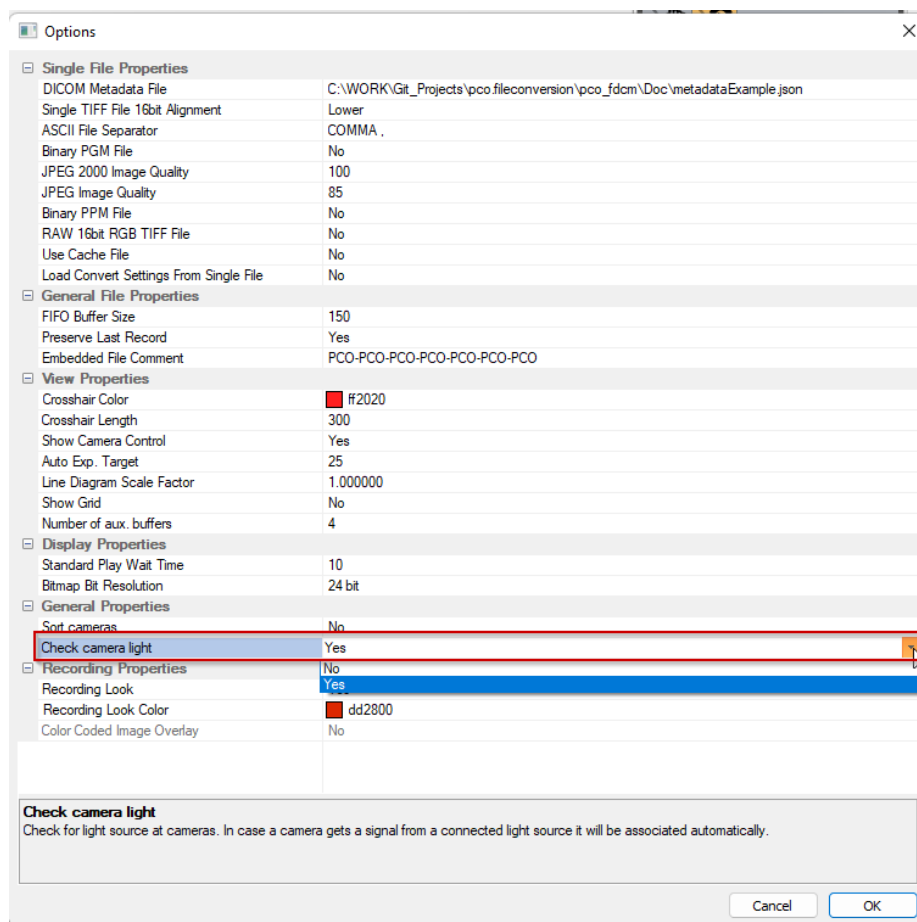 Options
Single File Properties
DICOM Metadata File C:\WORK\Git_Projects\pco.fileconversion\pco_fdcm\Doc\metadataExample.json
Single TIFF File 16bit Alignment Lower
ASCII File Separator COMMA ,
Binary PGM File No
JPEG 2000 Image Quality 100
JPEG Image Quality 85
Binary PPM File No
RAW 16bit RGB TIFF File No
Use Cache File No
Load Convert Settings From Single File No
General File Properties
FIFO Buffer Size 150
Preserve Last Record Yes
Embedded File Comment PCO-PCO-PCO-PCO-PCO-PCO-PCO
View Properties
Crosshair Color ff2020
Crosshair Length 300
Show Camera Control Yes
Auto Exp. Target 25
Line Diagram Scale Factor 1.000000
Show Grid No
Number of aux. buffers 4
Display Properties
Standard Play Wait Time 10
Bitmap Bit Resolution 24 bit
General Properties
Sort cameras No
Check camera light Yes
Recording Properties No
Recording Look Yes
Recording Look Color dd2800
Color Coded Image Overlay No
Check camera light
Check for light source at cameras. In case a camera gets a signal from a connected light source it will be associated automatically.
Cancel OK